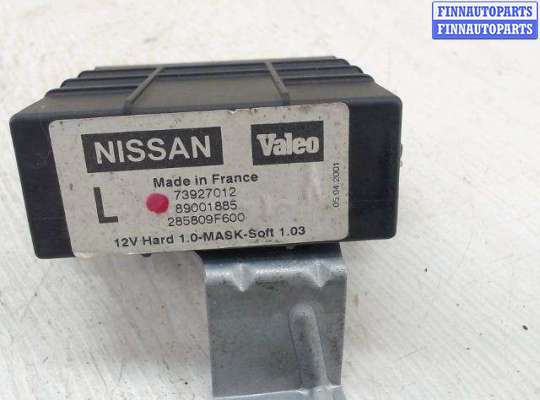 FINNAUTOPARTS
FINNAUTOPARTS
NISSAN Valeo
Made in France
L 73927012
89001885
285809F600
12V Hard 1.0-MASK-Soft 1.03
05.04.2001